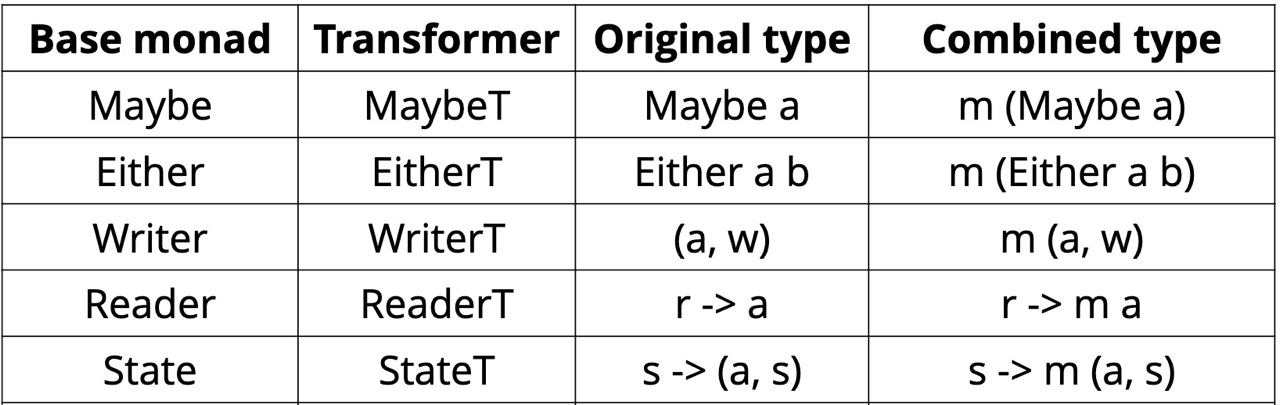 Base monad Transformer Original type Combined type
Maybe MaybeT Maybe a m (Maybe a)
Either EitherT Either a b m (Either a b)
Writer WriterT (a, w) m (a, w)
Reader ReaderT r -> a r -> m a
State StateT s -> (a, s) s -> m (a, s)